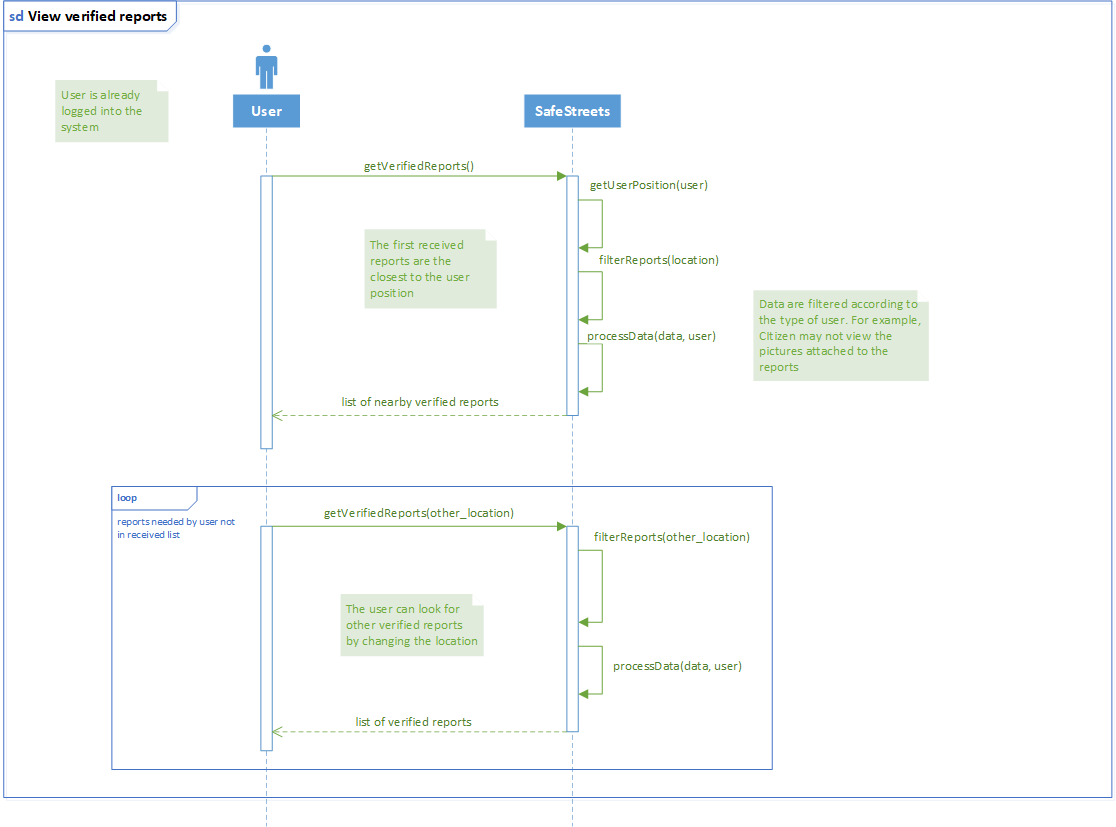 sd View verified reports
User is already
logged into the
system
User
SafeStreets
getVerifiedReports()
getUserPosition(user)
The first received
reports are the
closest to the user
position
filterReports(location)
Data are filtered according to
the type of user. For example,
Citizen may not view the
pictures attached to the
reports
processData(data, user)
list of nearby verified reports
loop
reports needed by user not
in received list
getVerifiedReports(other_location)
filterReports(other_location)
The user can look for
other verified reports
by changing the location
processData(data, user)
list of verified reports